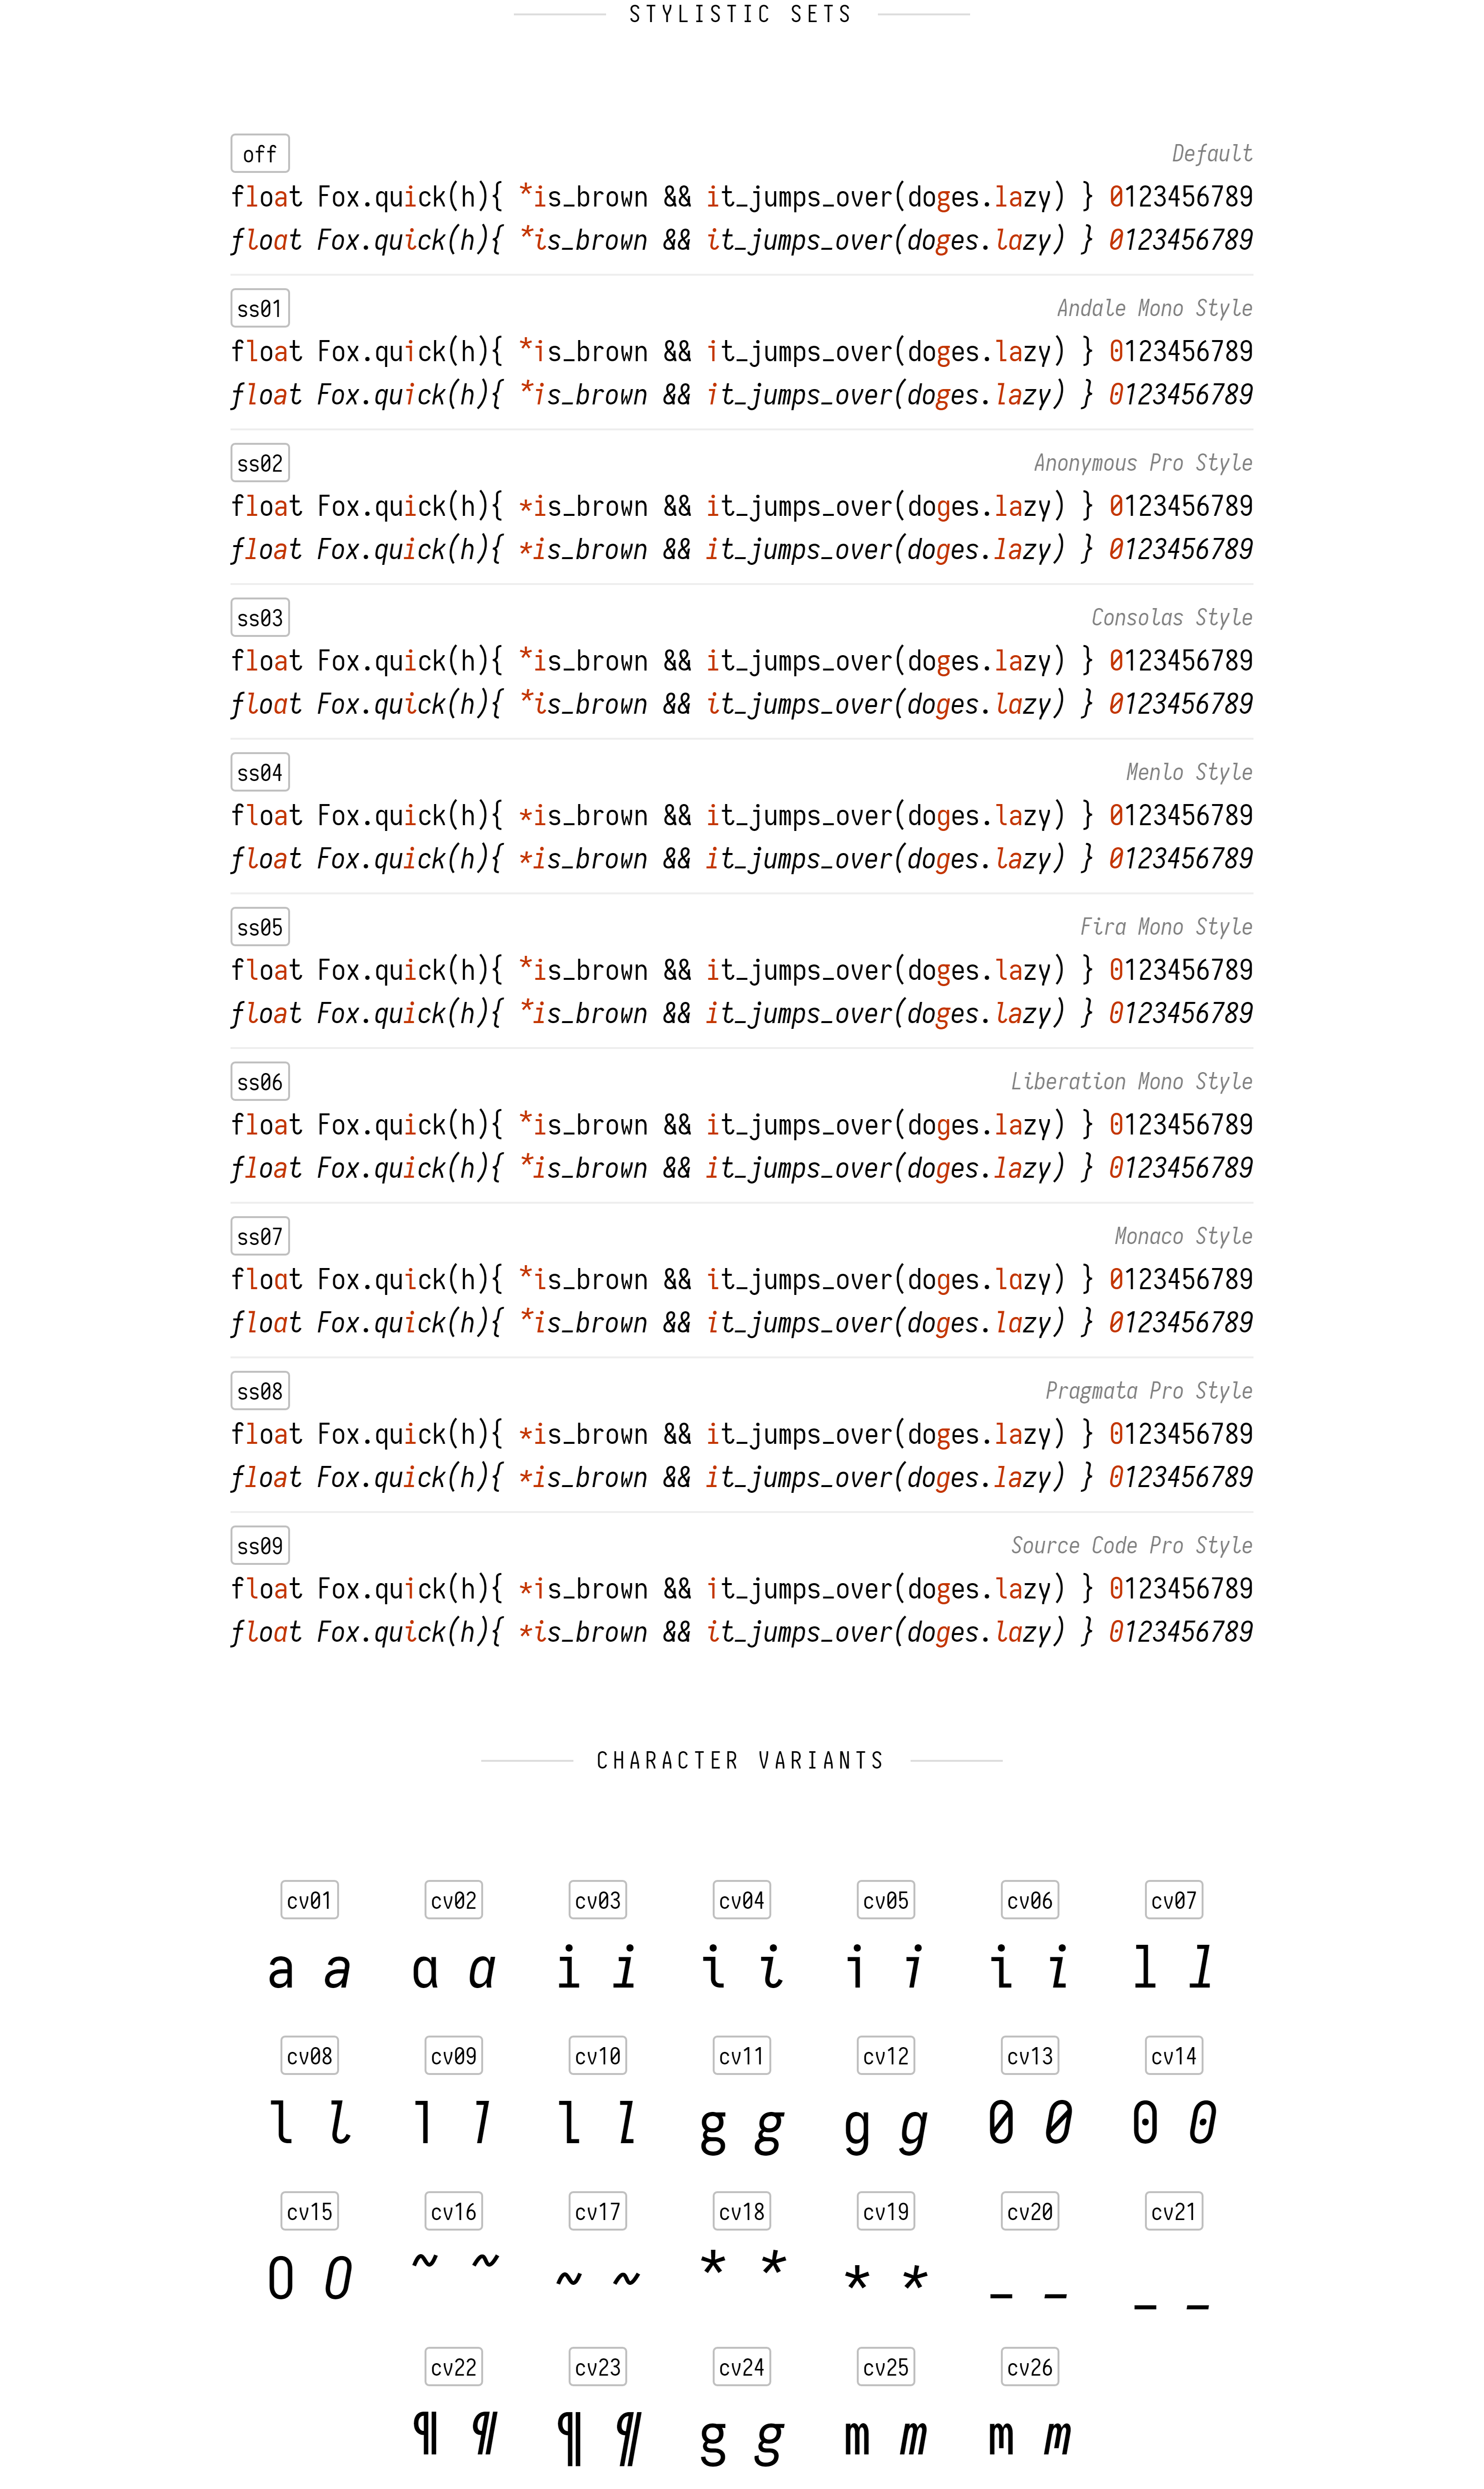 STYLISTIC SETS
off Default
float Fox.quick(h){ *is_brown && it_jumps_over(doges.lazy) } 0123456789
float Fox.quick(h){ *is_brown && it_jumps_over(doges.lazy) } 0123456789
ss01 Andale Mono Style
float Fox.quick(h){ *is_brown && it_jumps_over(doges.lazy) } 0123456789
float Fox.quick(h){ *is_brown && it_jumps_over(doges.lazy) } 0123456789
ss02 Anonymous Pro Style
float Fox.quick(h){ *is_brown && it_jumps_over(doges.lazy) } 0123456789
float Fox.quick(h){ *is_brown && it_jumps_over(doges.lazy) } 0123456789
ss03 Consolas Style
float Fox.quick(h){ *is_brown && it_jumps_over(doges.lazy) } 0123456789
float Fox.quick(h){ *is_brown && it_jumps_over(doges.lazy) } 0123456789
ss04 Menlo Style
float Fox.quick(h){ *is_brown && it_jumps_over(doges.lazy) } 0123456789
float Fox.quick(h){ *is_brown && it_jumps_over(doges.lazy) } 0123456789
ss05 Fira Mono Style
float Fox.quick(h){ *is_brown && it_jumps_over(doges.lazy) } 0123456789
float Fox.quick(h){ *is_brown && it_jumps_over(doges.lazy) } 0123456789
ss06 Liberation Mono Style
float Fox.quick(h){ *is_brown && it_jumps_over(doges.lazy) } 0123456789
float Fox.quick(h){ *is_brown && it_jumps_over(doges.lazy) } 0123456789
ss07 Monaco Style
float Fox.quick(h){ *is_brown && it_jumps_over(doges.lazy) } 0123456789
float Fox.quick(h){ *is_brown && it_jumps_over(doges.lazy) } 0123456789
ss08 Pragmata Pro Style
float Fox.quick(h){ *is_brown && it_jumps_over(doges.lazy) } 0123456789
float Fox.quick(h){ *is_brown && it_jumps_over(doges.lazy) } 0123456789
ss09 Source Code Pro Style
float Fox.quick(h){ *is_brown && it_jumps_over(doges.lazy) } 0123456789
float Fox.quick(h){ *is_brown && it_jumps_over(doges.lazy) } 0123456789
CHARACTER VARIANTS
cv01 cv02 cv03 cv04 cv05 cv06 cv07
a a a a i i i i i i i i l l
cv08 cv09 cv10 cv11 cv12 cv13 cv14
l l l l l l g g g g 0 0 0 0
cv15 cv16 cv17 cv18 cv19 cv20 cv21
0 0 ~ ~ ~ ~ * * * * _ _ _ _
cv22 cv23 cv24 cv25 cv26
¶ ¶ ¶ ¶ g g m m m m